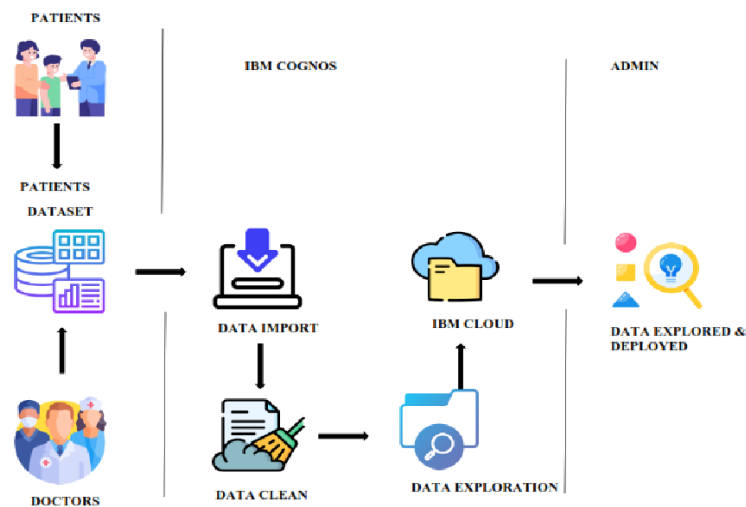 PATIENTS
IBM COGNOS
ADMIN
PATIENTS
DATASET
DATA IMPORT
IBM CLOUD
DATA EXPLORED &
DEPLOYED
DOCTORS
DATA CLEAN
DATA EXPLORATION